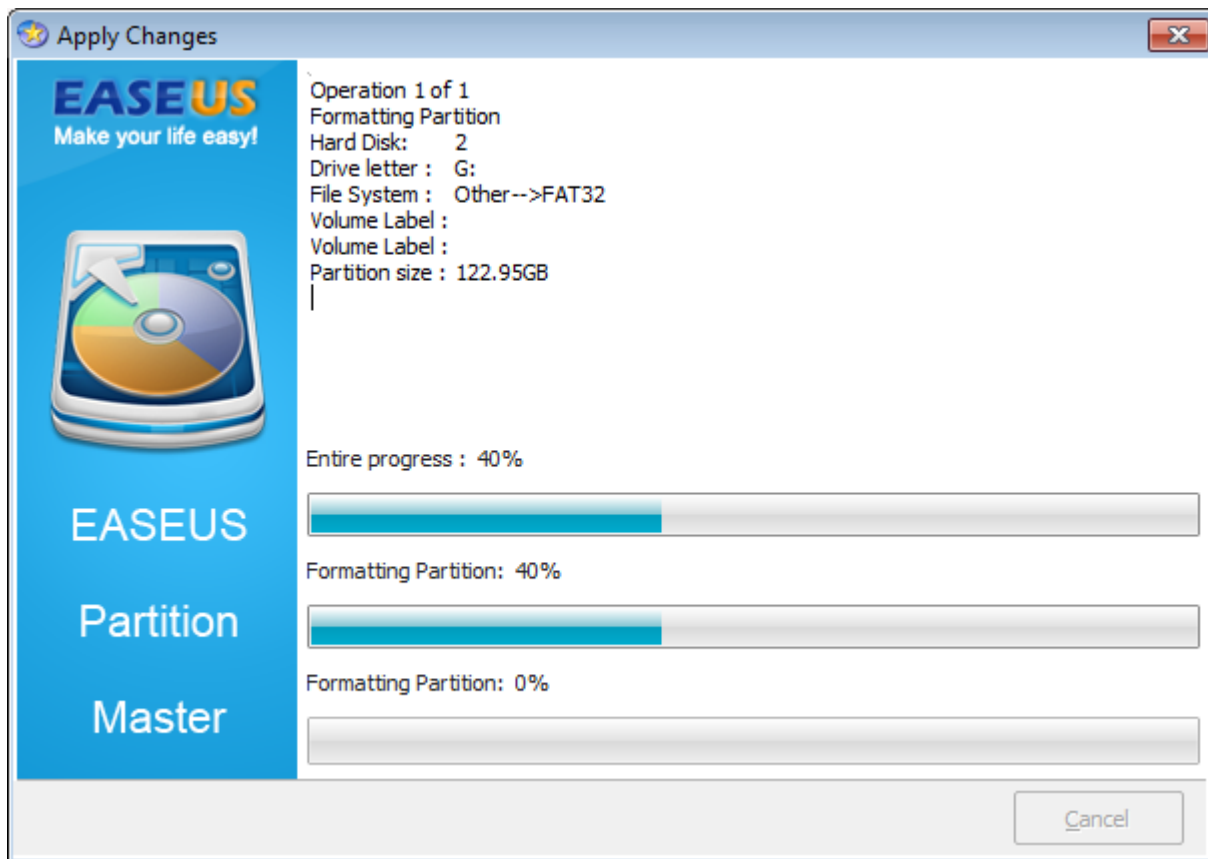 Apply Changes
EASEUS
Make your life easy!
Operation 1 of 1
Formatting Partition
Hard Disk: 2
Drive letter : G:
File System : Other-->FAT32
Volume Label :
Volume Label :
Partition size : 122.95GB
Entire progress : 40%
Formatting Partition: 40%
Formatting Partition: 0%
EASEUS
Partition
Master
Cancel